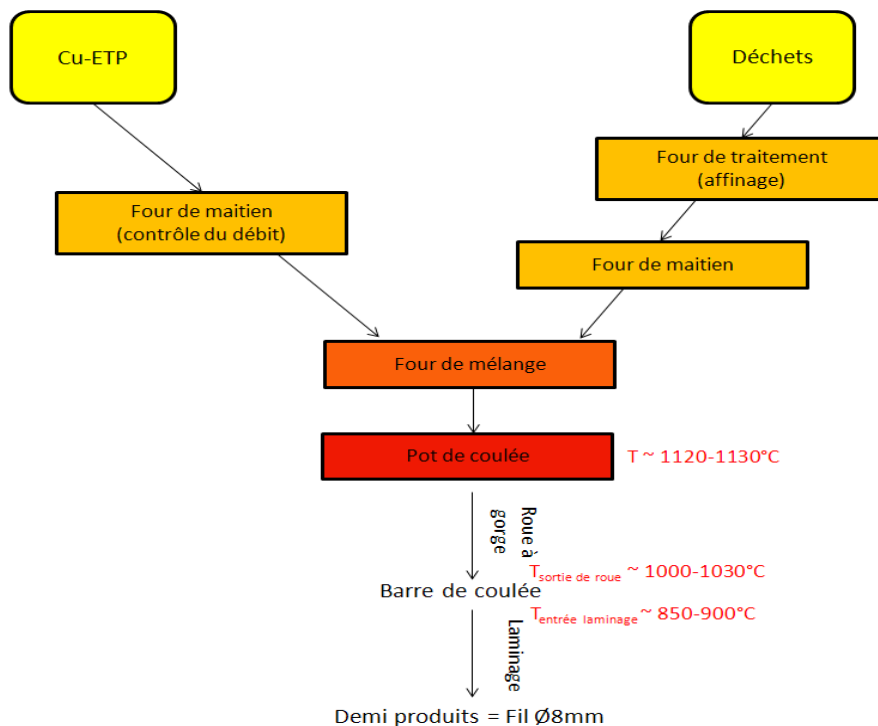 Cu-ETP
Déchets
Four de traitement
(affinage)
Four de maitien
(contrôle du débit)
Four de maitien
Four de mélange
Pot de coulée
T ~ 1120-1130°C
Roue à
gorge
Tsortie de roue ~ 1000-1030°C
Barre de coulée
Tentrée laminage ~ 850-900°C
Laminage
Demi produits = Fil Ø8mm